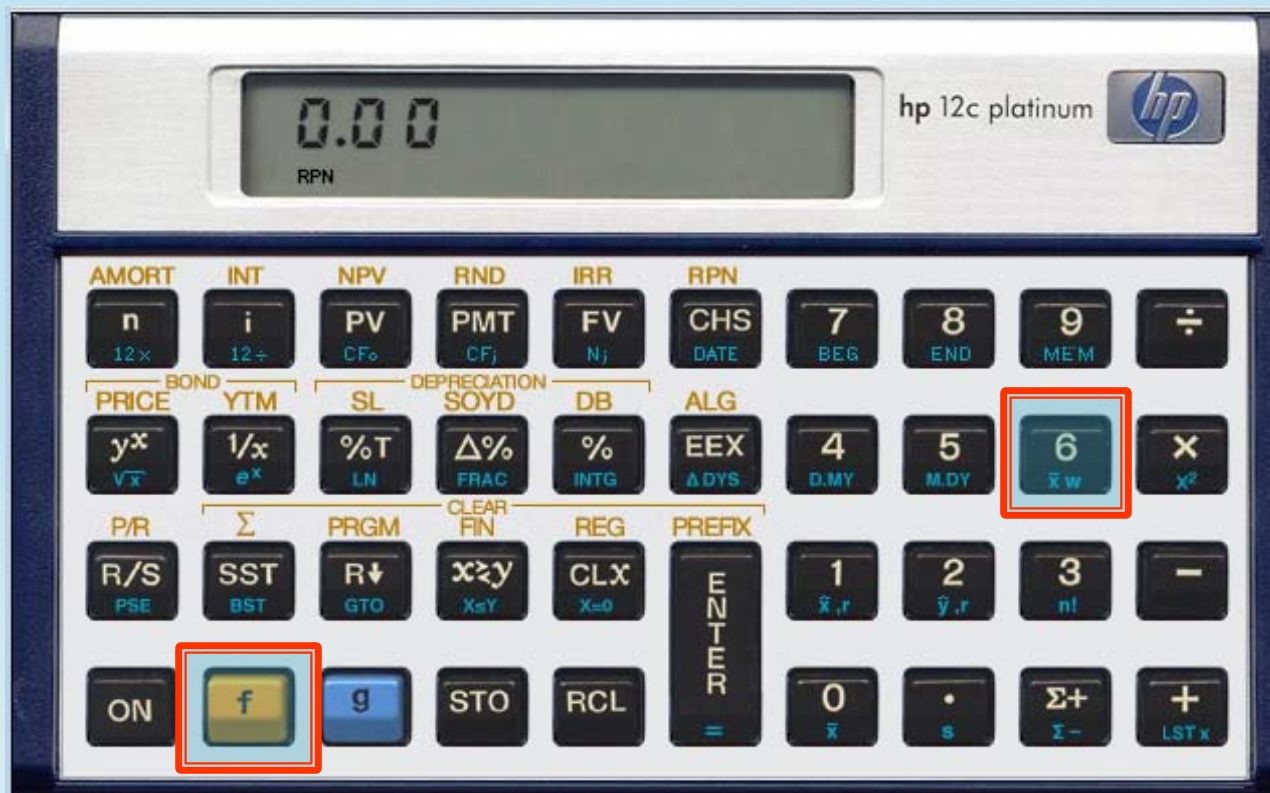 0.00
RPN
hp 12c platinum
hp
AMORT INT NPV RND IRR RPN
n i PV PMT FV CHS 7 8 9 ÷
12× 12÷ CFo CFj Nj DATE BEG END MEM
BOND DEPRECIATION
PRICE YTM SL SOYD DB ALG
yˣ 1/x %T Δ% % EEX 4 5 6 ×
√x eˣ LN FRAC INTG ΔDYS D.MY M.DY x̄w X²
CLEAR
P/R Σ PRGM FIN REG PREFIX
R/S SST R↓ x≷y CLX ENTER 1 2 3 −
PSE BST GTO X≤Y X=0 x̂,r ŷ,r n!
ON f g STO RCL 0 • Σ+ +
= x̄ s Σ− LSTx